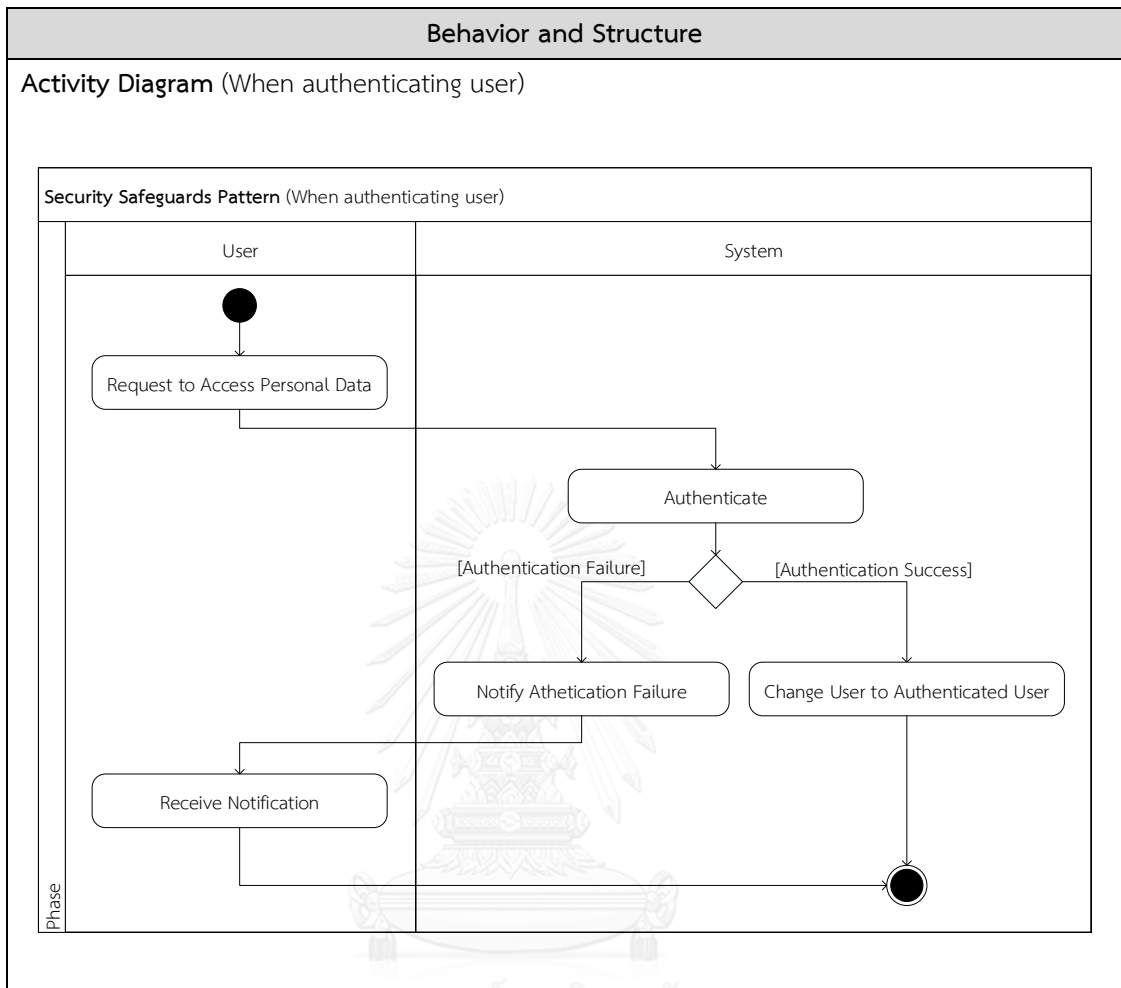 Behavior and Structure
Activity Diagram (When authenticating user)
Security Safeguards Pattern (When authenticating user)
User
System
Request to Access Personal Data
Authenticate
[Authentication Failure]
[Authentication Success]
Notify Athetication Failure
Change User to Authenticated User
Receive Notification
Phase